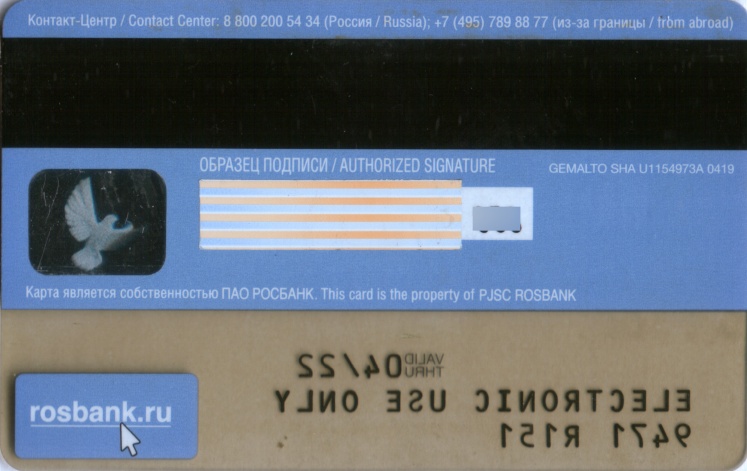 Контакт-Центр / Contact Center: 8 800 200 54 34 (Россия / Russia); +7 (495) 789 88 77 (из-за границы / from abroad)
ОБРАЗЕЦ ПОДПИСИ / AUTHORIZED SIGNATURE
GEMALTO SHA U1154973A 0419
Карта является собственностью ПАО РОСБАНК. This card is the property of PJSC ROSBANK
VALID THRU 04/22
ELECTRONIC USE ONLY
9471 R151
rosbank.ru